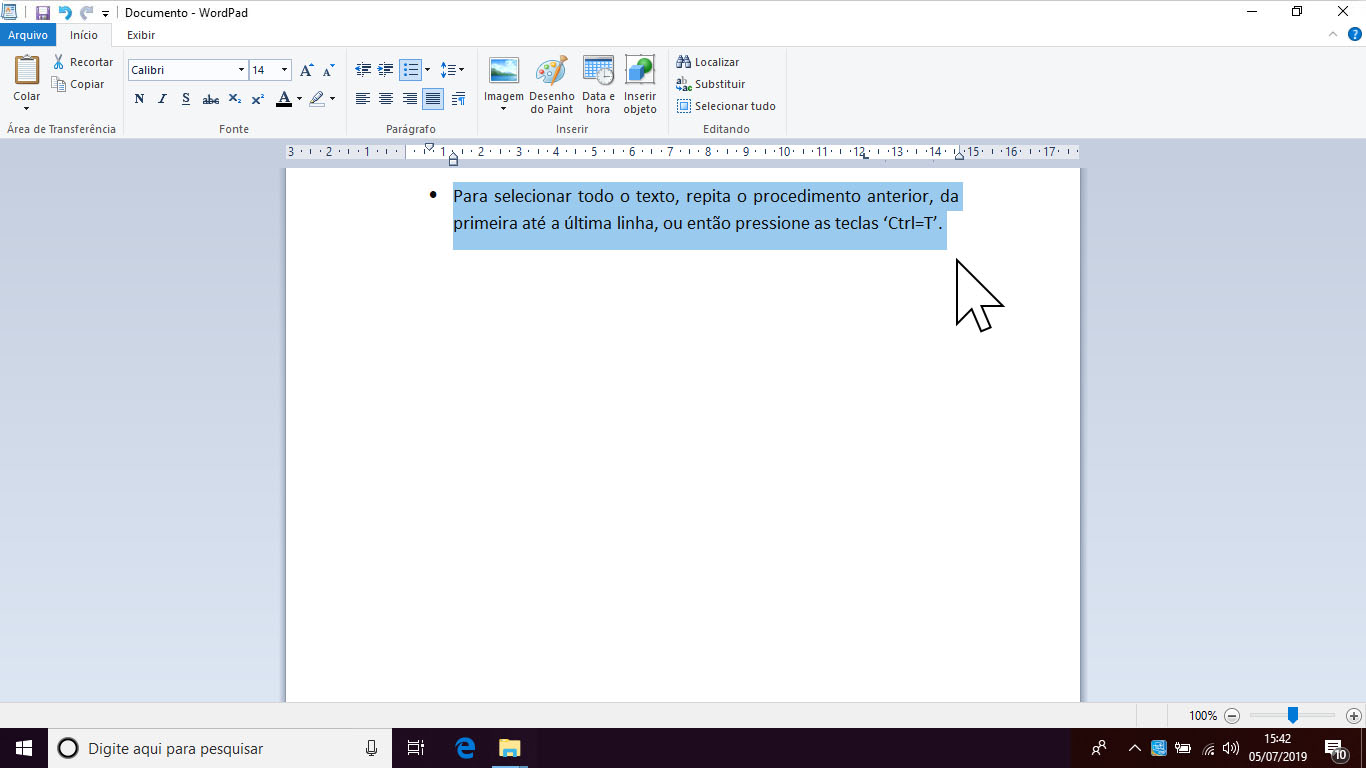 Documento - WordPad
Arquivo Início Exibir
Colar
Recortar
Copiar
Área de Transferência
Calibri 14
N I S abc X₂ X² A
Fonte
Parágrafo
Imagem
Desenho do Paint
Data e hora
Inserir objeto
Inserir
Localizar
Substituir
Selecionar tudo
Editando
3 2 1 1 2 3 4 5 6 7 8 9 10 11 12 13 14 15 16 17
• Para selecionar todo o texto, repita o procedimento anterior, da
primeira até a última linha, ou então pressione as teclas ‘Ctrl=T’.
100%
Digite aqui para pesquisar
15:42
05/07/2019
10